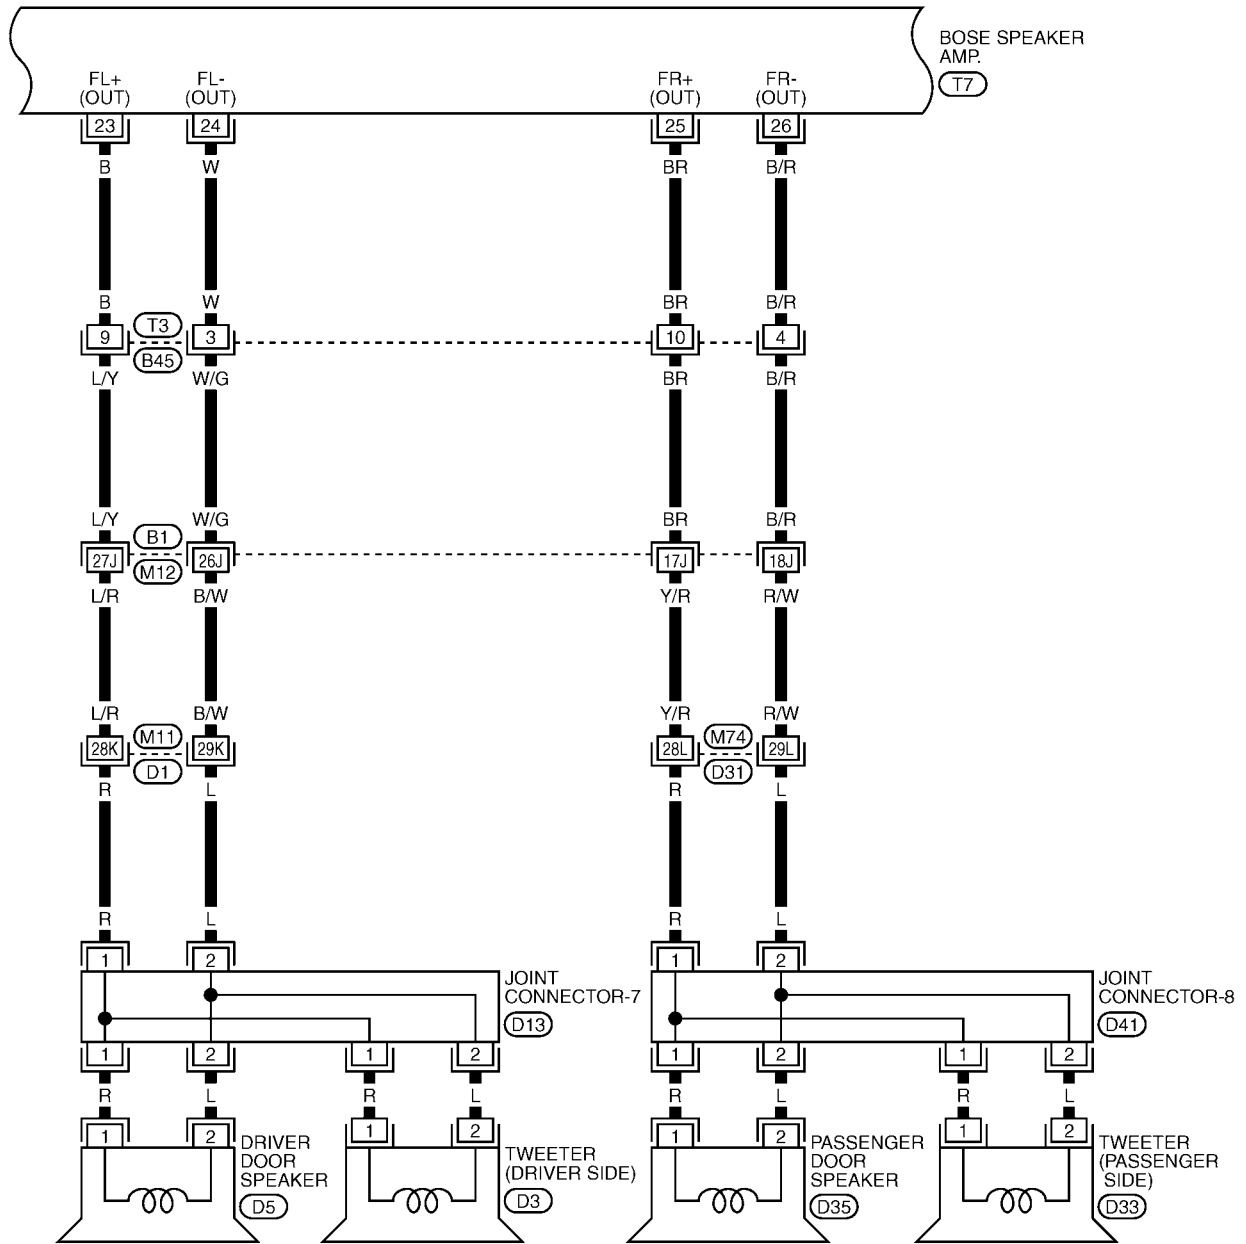 BOSE SPEAKER
AMP.
T7
FL+ FL- FR+ FR-
(OUT) (OUT) (OUT) (OUT)
23 24 25 26
B W BR B/R
B W BR B/R
T3
9 3 10 4
B45
L/Y W/G BR B/R
L/Y W/G BR B/R
B1
27J 26J 17J 18J
M12
L/R B/W Y/R R/W
L/R B/W Y/R R/W
M11 M74
28K 29K 28L 29L
D1 D31
R L R L
R L R L
1 2 1 2
JOINT JOINT
CONNECTOR-7 CONNECTOR-8
D13 D41
1 2 1 2 1 2 1 2
R L R L R L R L
1 2 1 2 1 2 1 2
DRIVER
DOOR
SPEAKER
D5
TWEETER
(DRIVER SIDE)
D3
PASSENGER
DOOR
SPEAKER
D35
TWEETER
(PASSENGER
SIDE)
D33